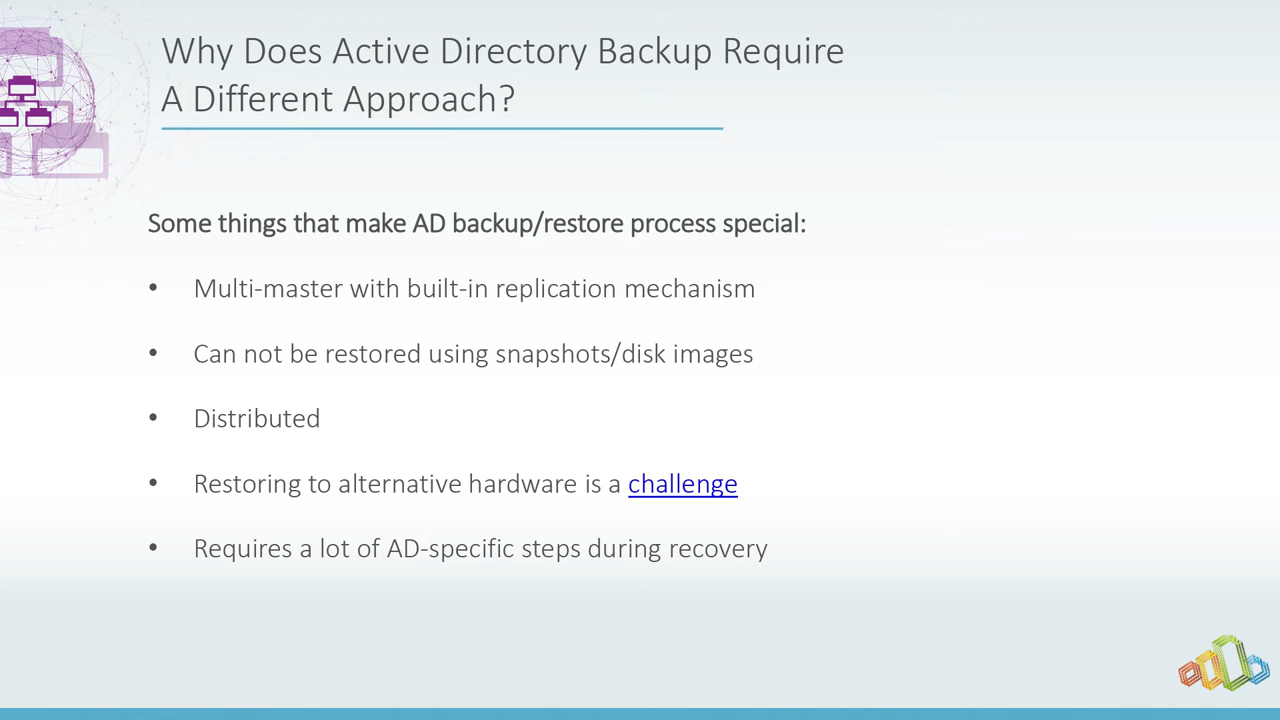 Why Does Active Directory Backup Require
A Different Approach?
Some things that make AD backup/restore process special:
• Multi-master with built-in replication mechanism
• Can not be restored using snapshots/disk images
• Distributed
• Restoring to alternative hardware is a challenge
• Requires a lot of AD-specific steps during recovery